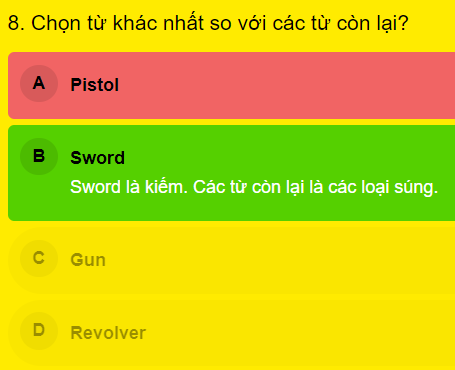 8. Chọn từ khác nhất so với các từ còn lại?
A Pistol
B Sword
Sword là kiếm. Các từ còn lại là các loại súng.
C Gun
D Revolver